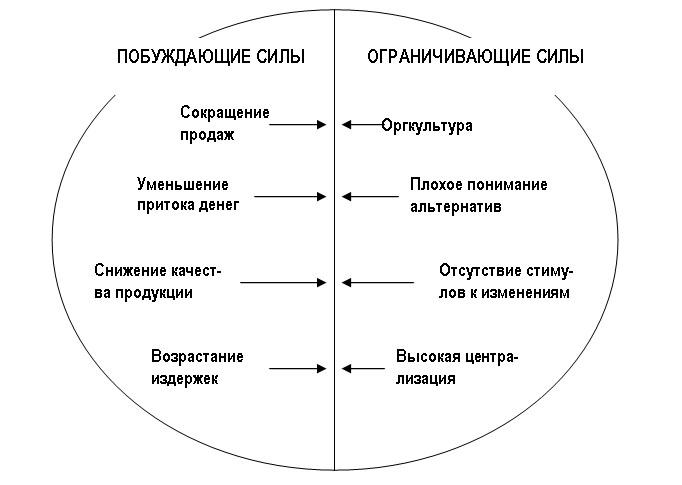 ПОБУЖДАЮЩИЕ СИЛЫ
ОГРАНИЧИВАЮЩИЕ СИЛЫ
Сокращение
продаж
Оргкультура
Уменьшение
притока денег
Плохое понимание
альтернатив
Снижение качест-
ва продукции
Отсутствие стиму-
лов к изменениям
Возрастание
издержек
Высокая центра-
лизация